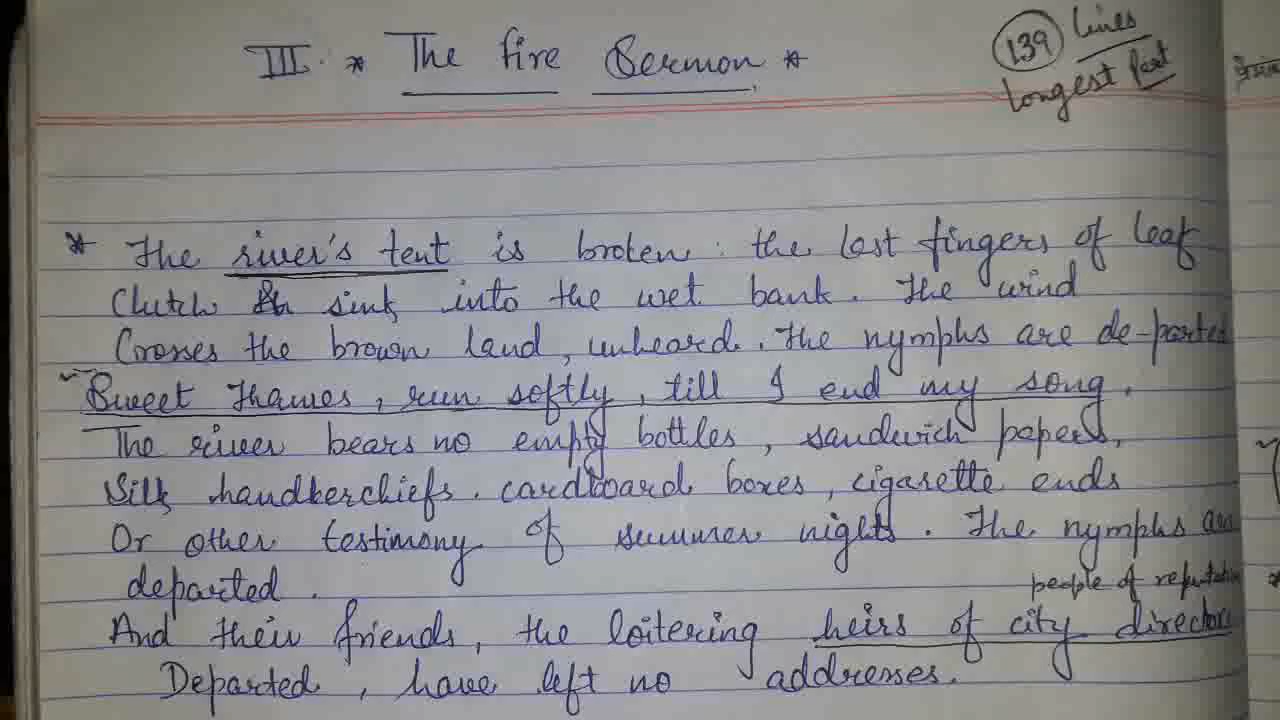 III. * The fire Sermon *
139 lines
longest Part
* The river's tent is broken: the last fingers of leaf
Clutch & sink into the wet bank. The wind
Crosses the brown land, unheard. The nymphs are de-parted
Sweet Thames, run softly, till I end my song.
The river bears no empty bottles, sandwich papers,
Silk handkerchiefs. cardboard boxes, cigarette ends
Or other testimony of summer nights. The nymphs are
departed.
people of reputation
And their friends, the loitering heirs of city directors
Departed, have left no addresses.